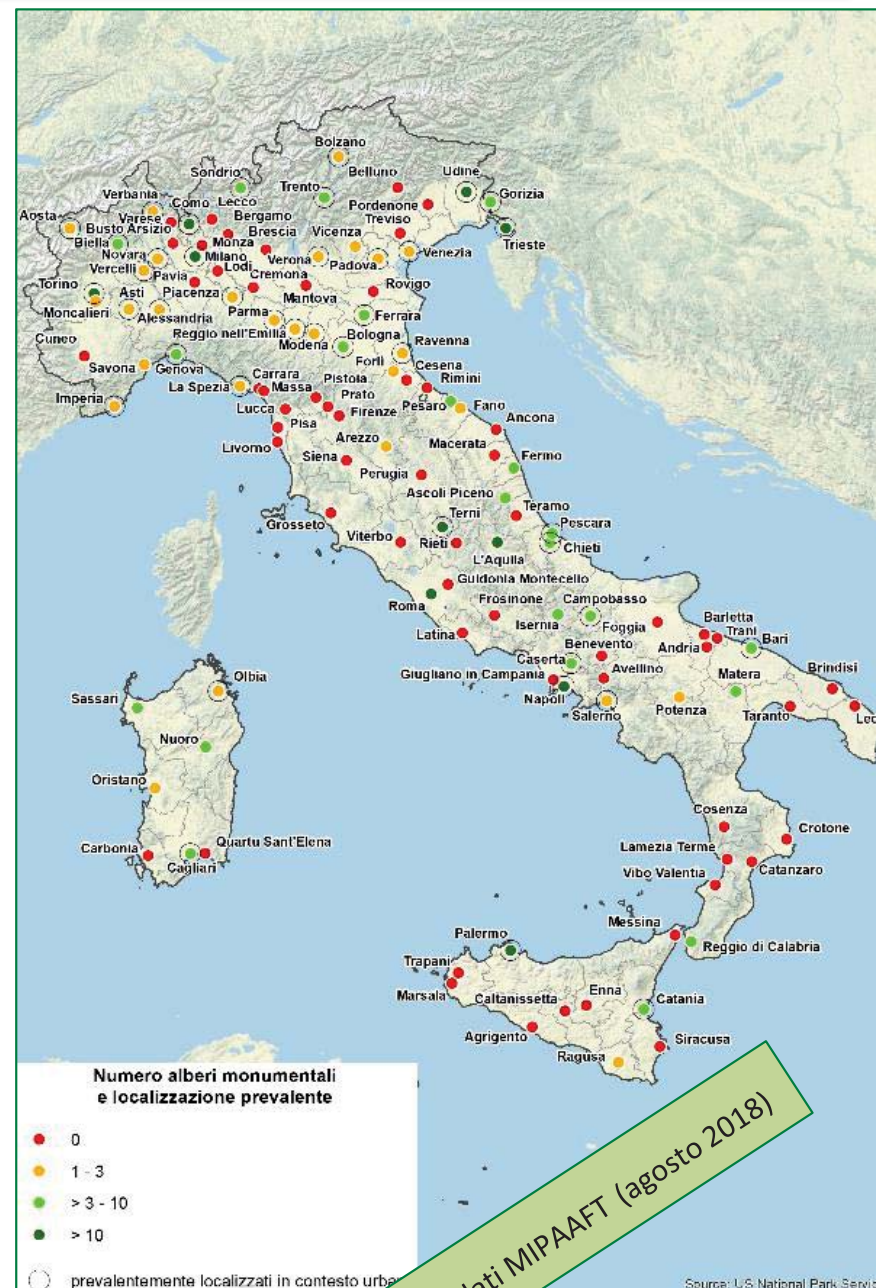 Bolzano
Belluno
Udine
Sondrio
Trento
Gorizia
Verbania
Como
Lecco
Pordenone
Aosta
Varese
Bergamo
Treviso
Busto Arsizio
Brescia
Vicenza
Trieste
Biella
Monza
Novara
Milano
Verona
Padova
Venezia
Vercelli
Pavia
Lodi
Cremona
Torino
Asti
Piacenza
Mantova
Rovigo
Moncalieri
Alessandria
Parma
Ferrara
Reggio nell'Emilia
Bologna
Cuneo
Modena
Ravenna
Forlì
Savona
Genova
Carrara
Pistoia
Cesena
La Spezia
Massa
Prato
Rimini
Imperia
Lucca
Firenze
Pesaro
Fano
Pisa
Ancona
Livorno
Arezzo
Macerata
Siena
Fermo
Perugia
Ascoli Piceno
Terni
Teramo
Grosseto
Pescara
Viterbo
Rieti
Chieti
L'Aquila
Guidonia Montecelio
Roma
Frosinone
Campobasso
Isernia
Foggia
Barletta
Trani
Latina
Benevento
Andria
Bari
Caserta
Avellino
Giugliano in Campania
Matera
Brindisi
Olbia
Napoli
Sassari
Salerno
Potenza
Taranto
Lec
Nuoro
Oristano
Cosenza
Crotone
Carbonia
Quartu Sant'Elena
Lamezia Terme
Cagliari
Catanzaro
Vibo Valentia
Messina
Palermo
Reggio di Calabria
Trapani
Marsala
Caltanissetta
Enna
Catania
Agrigento
Siracusa
Ragusa
Numero alberi monumentali
e localizzazione prevalente
0
1 - 3
> 3 - 10
> 10
prevalentemente localizzati in contesto urba
dati MIPAAFT (agosto 2018)
Source: US National Park Servic